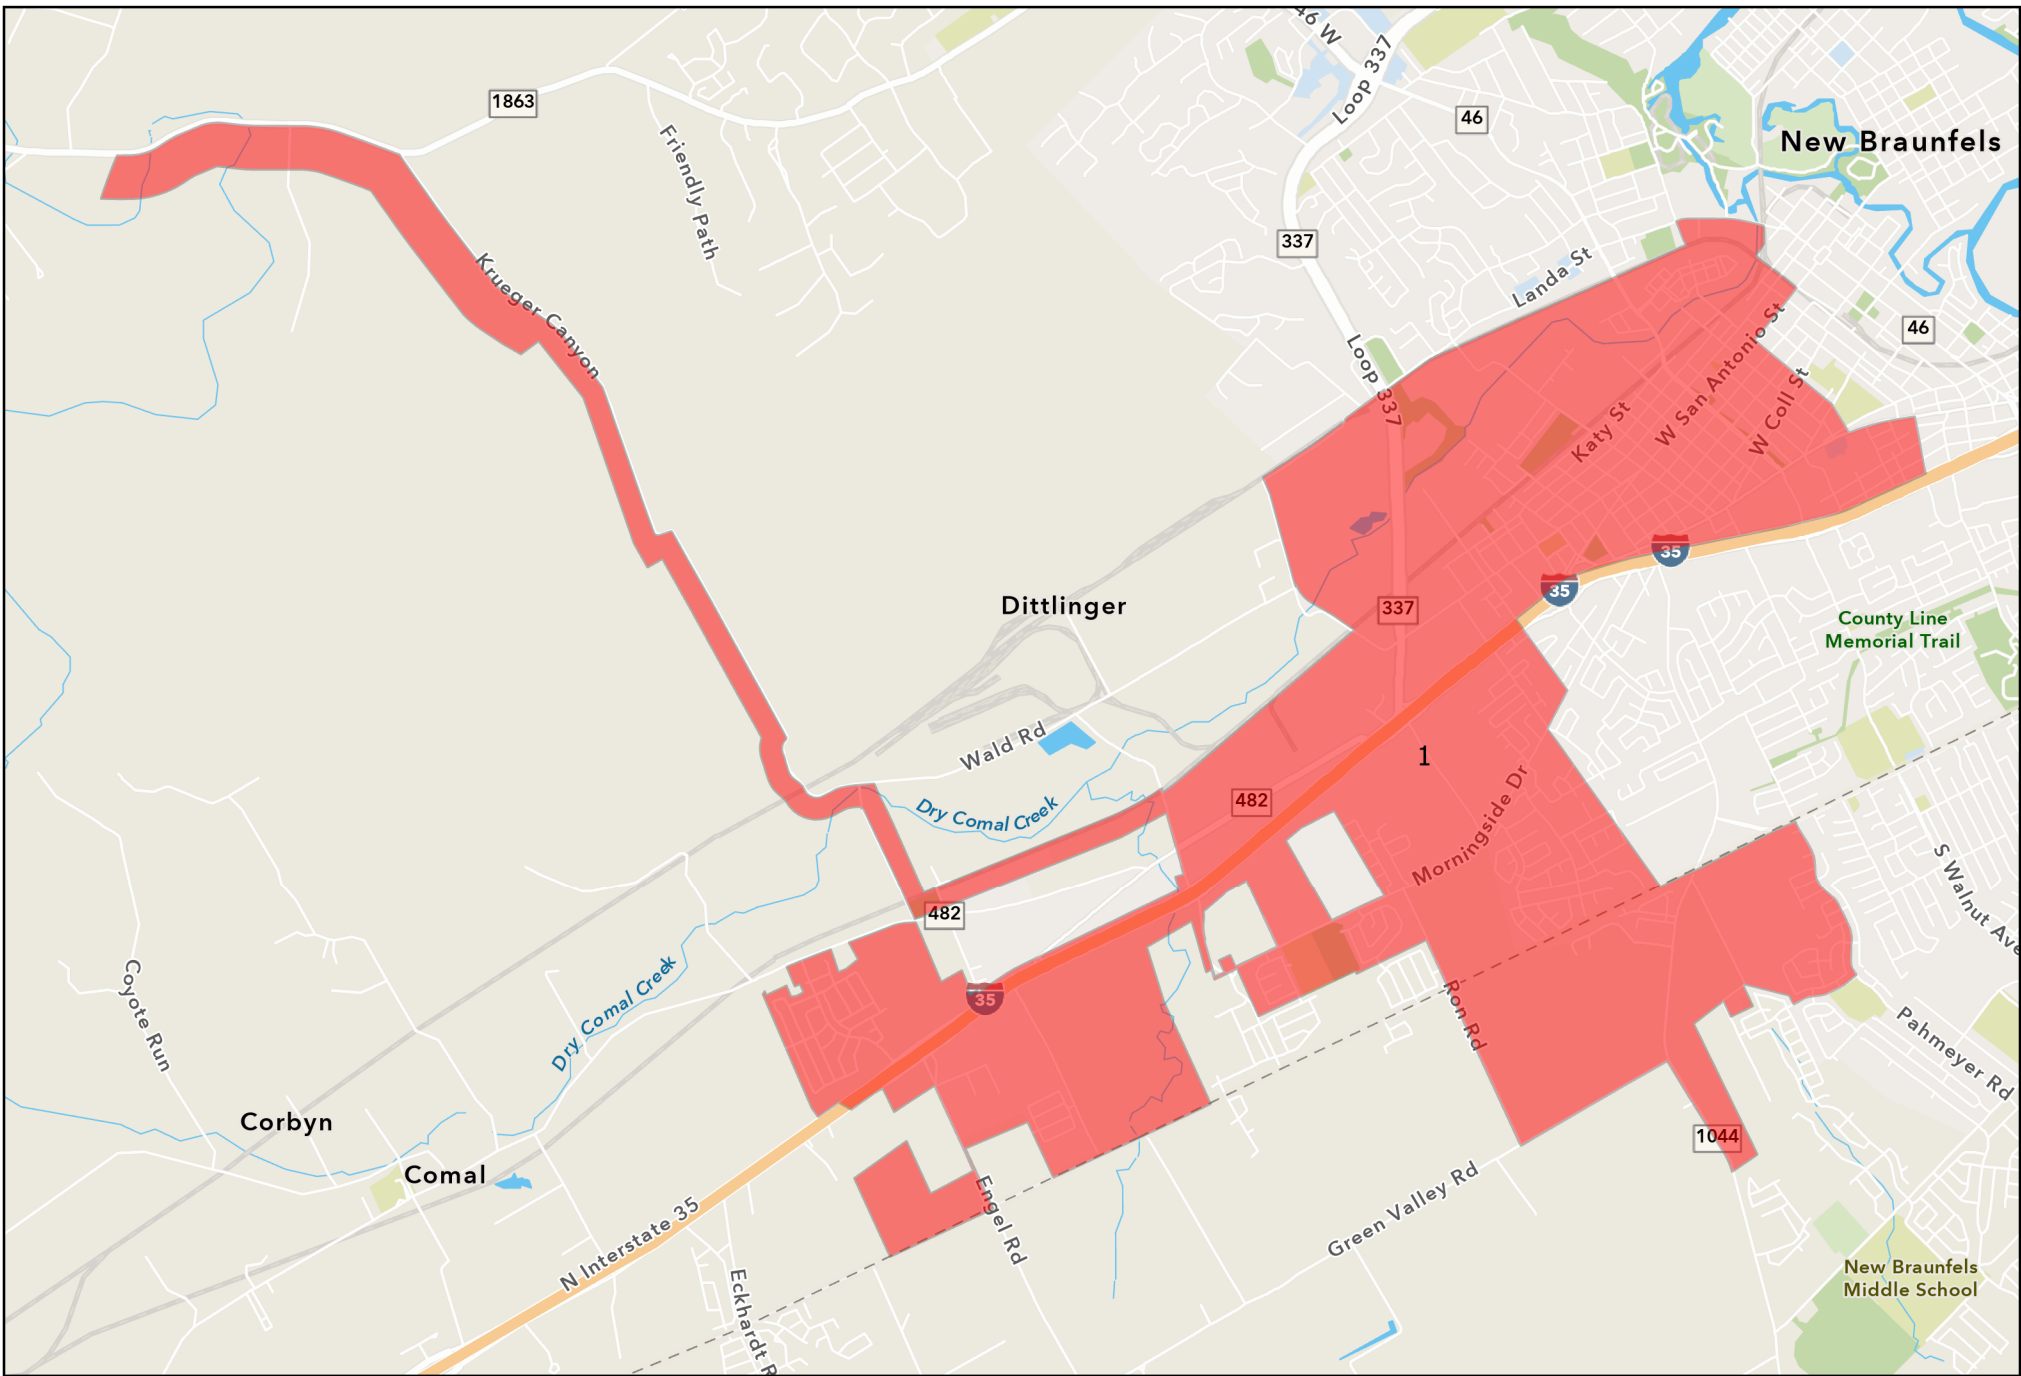 46 W
Loop 337
1863
46
New Braunfels
Friendly Path
337
Landa St
Krueger Canyon
46
Loop 337
W San Antonio St
W Coll St
Katy St
35
35
Dittlinger
337
County Line
Memorial Trail
Wald Rd
1
482
Dry Comal Creek
Morningside Dr
S Walnut Ave
482
35
Dry Comal Creek
Coyote Run
Ron Rd
Pahmeyer Rd
Corbyn
1044
Comal
Engel Rd
Green Valley Rd
N Interstate 35
New Braunfels
Middle School
Eckhardt R